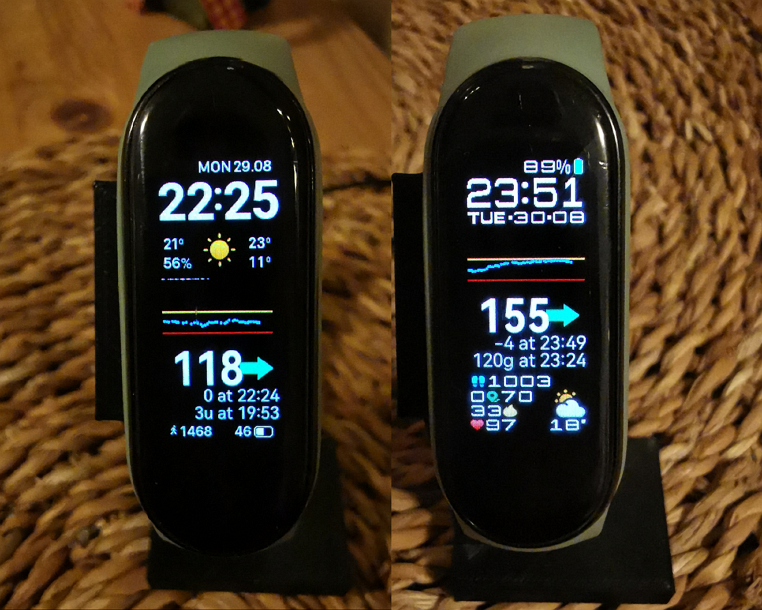 MON 29.08
22:25
21° 23°
56% 11°
118
0 at 22:24
3u at 19:53
1468 46
89%
23:51
TUE·30·08
155
-4 at 23:49
120g at 23:24
1003
0 70
33
97 18°